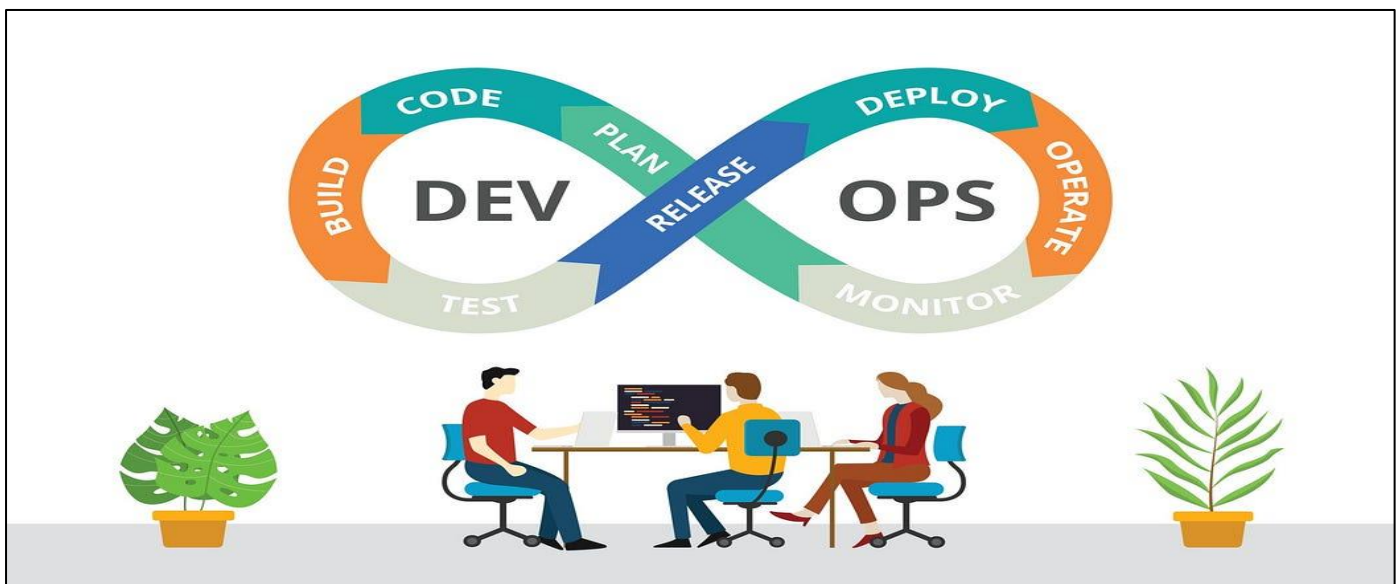 CODE
DEPLOY
PLAN
BUILD
DEV
RELEASE
OPS
OPERATE
TEST
MONITOR